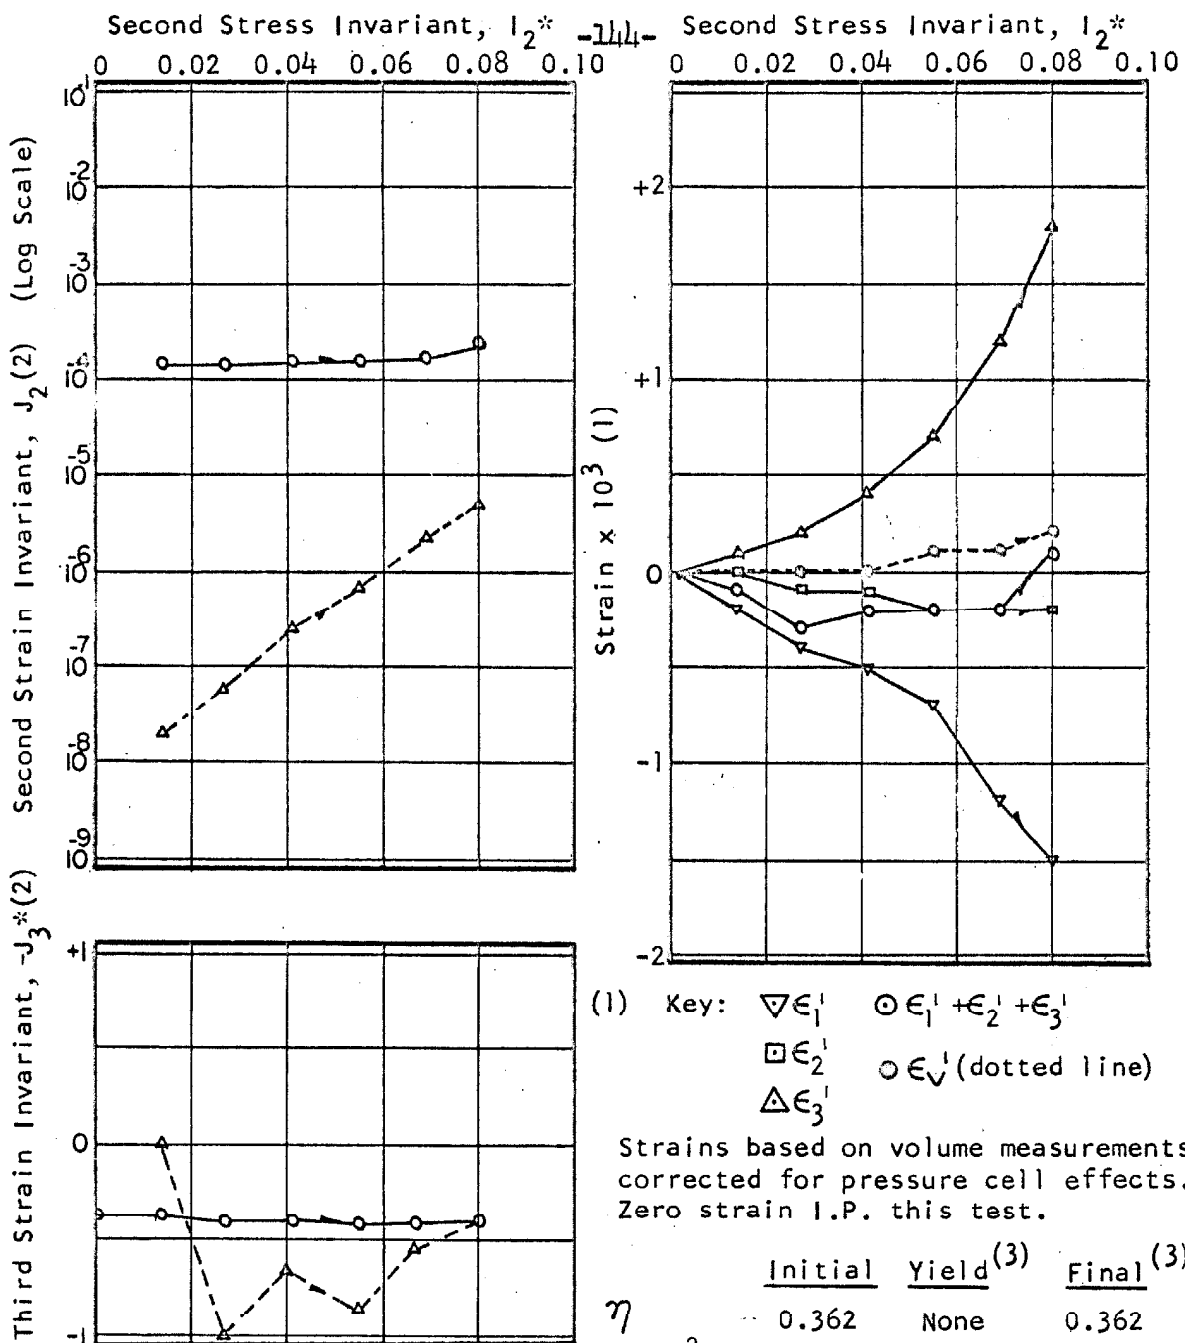 -144-
Second Stress Invariant, I₂*
0 0.02 0.04 0.06 0.08 0.10
Second Strain Invariant, J₂(2) (Log Scale)
10⁻¹
10⁻²
10⁻³
10⁻⁴
10⁻⁵
10⁻⁶
10⁻⁷
10⁻⁸
10⁻⁹
Third Strain Invariant, -J₃*(2)
+1
0
-1
Second Stress Invariant, I₂*
0 0.02 0.04 0.06 0.08 0.10
Strain x 10³ (1)
+2
+1
0
-1
-2
(1) Key: ▽ε₁' ⊙ε₁'+ε₂'+ε₃'
⊡ε₂' ○εᵥ'(dotted line)
△ε₃'
Strains based on volume measurements
corrected for pressure cell effects.
Zero strain I.P. this test.
Initial Yield(3) Final(3)
η 0.362 None 0.362